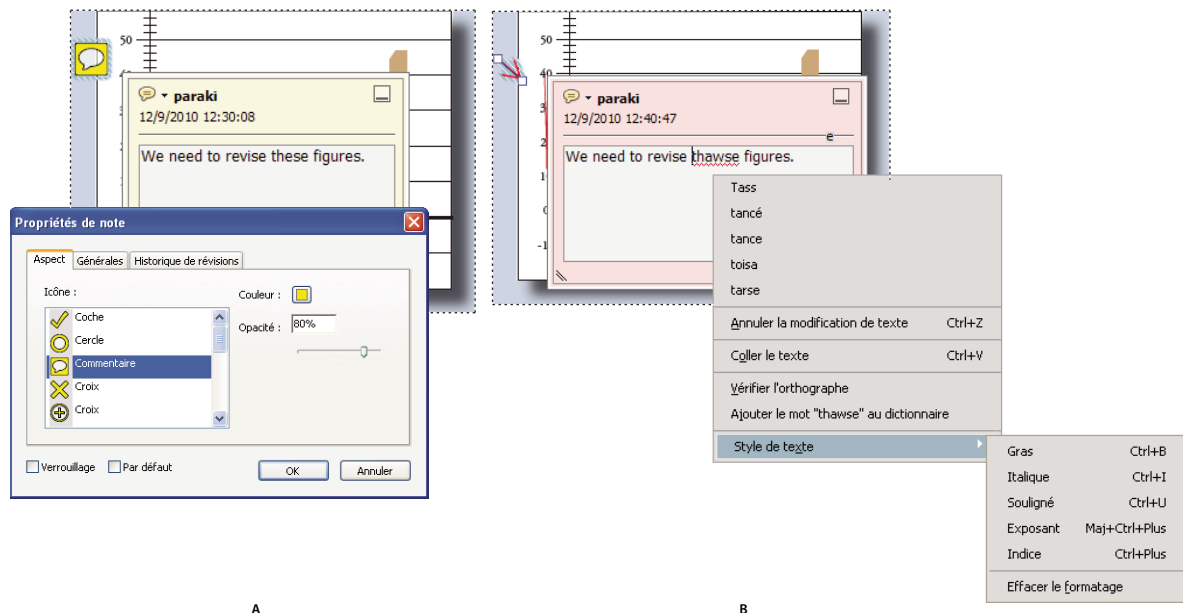 50
40
paraki
12/9/2010 12:30:08
We need to revise these figures.
Propriétés de note
Aspect
Générales
Historique de révisions
Icône :
Coche
Cercle
Commentaire
Croix
Croix
Couleur :
Opacité :
80%
Verrouillage
Par défaut
OK
Annuler
A
50
40
paraki
12/9/2010 12:40:47
e
We need to revise thawse figures.
0
-1
Tass
tancé
tance
toisa
tarse
Annuler la modification de texte Ctrl+Z
Coller le texte Ctrl+V
Vérifier l'orthographe
Ajouter le mot "thawse" au dictionnaire
Style de texte
Gras Ctrl+B
Italique Ctrl+I
Souligné Ctrl+U
Exposant Maj+Ctrl+Plus
Indice Ctrl+Plus
Effacer le formatage
B